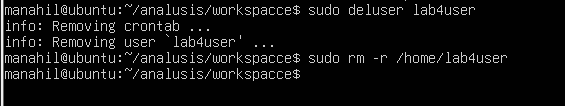 manahil@ubuntu:~/analusis/workspacce$ sudo deluser lab4user
info: Removing crontab ...
info: Removing user `lab4user' ...
manahil@ubuntu:~/analusis/workspacce$ sudo rm -r /home/lab4user
manahil@ubuntu:~/analusis/workspacce$